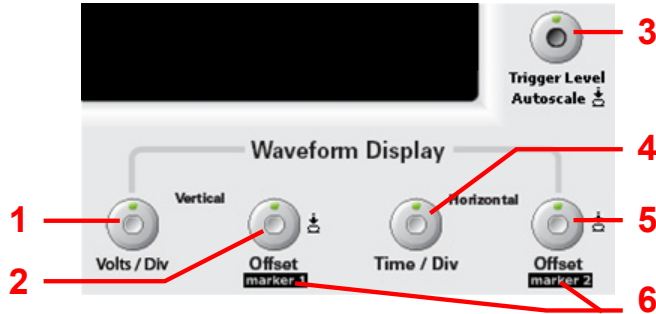 3
Trigger Level
Autoscale
Waveform Display
4
1
Vertical
Horizontal
5
Volts / Div
2
Offset
marker 1
Time / Div
Offset
marker 2
6